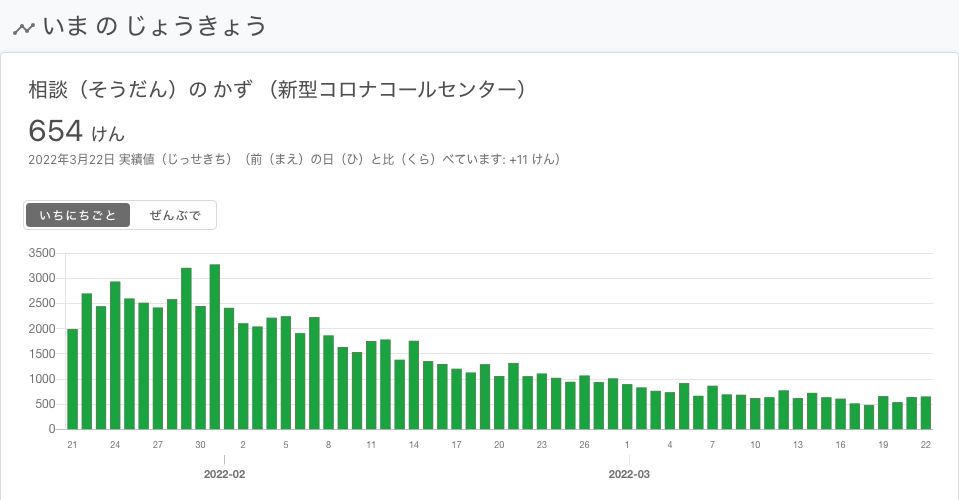 いま の じょうきょう
相談（そうだん）の かず （新型コロナコールセンター）
654 けん
2022年3月22日 実績値（じっせきち）（前（まえ）の日（ひ）と比（くら）べています: +11 けん）
いちにちごと ぜんぶで
3500
3000
2500
2000
1500
1000
500
0
21 24 27 30 2 5 8 11 14 17 20 23 26 1 4 7 10 13 16 19 22
2022-02 2022-03